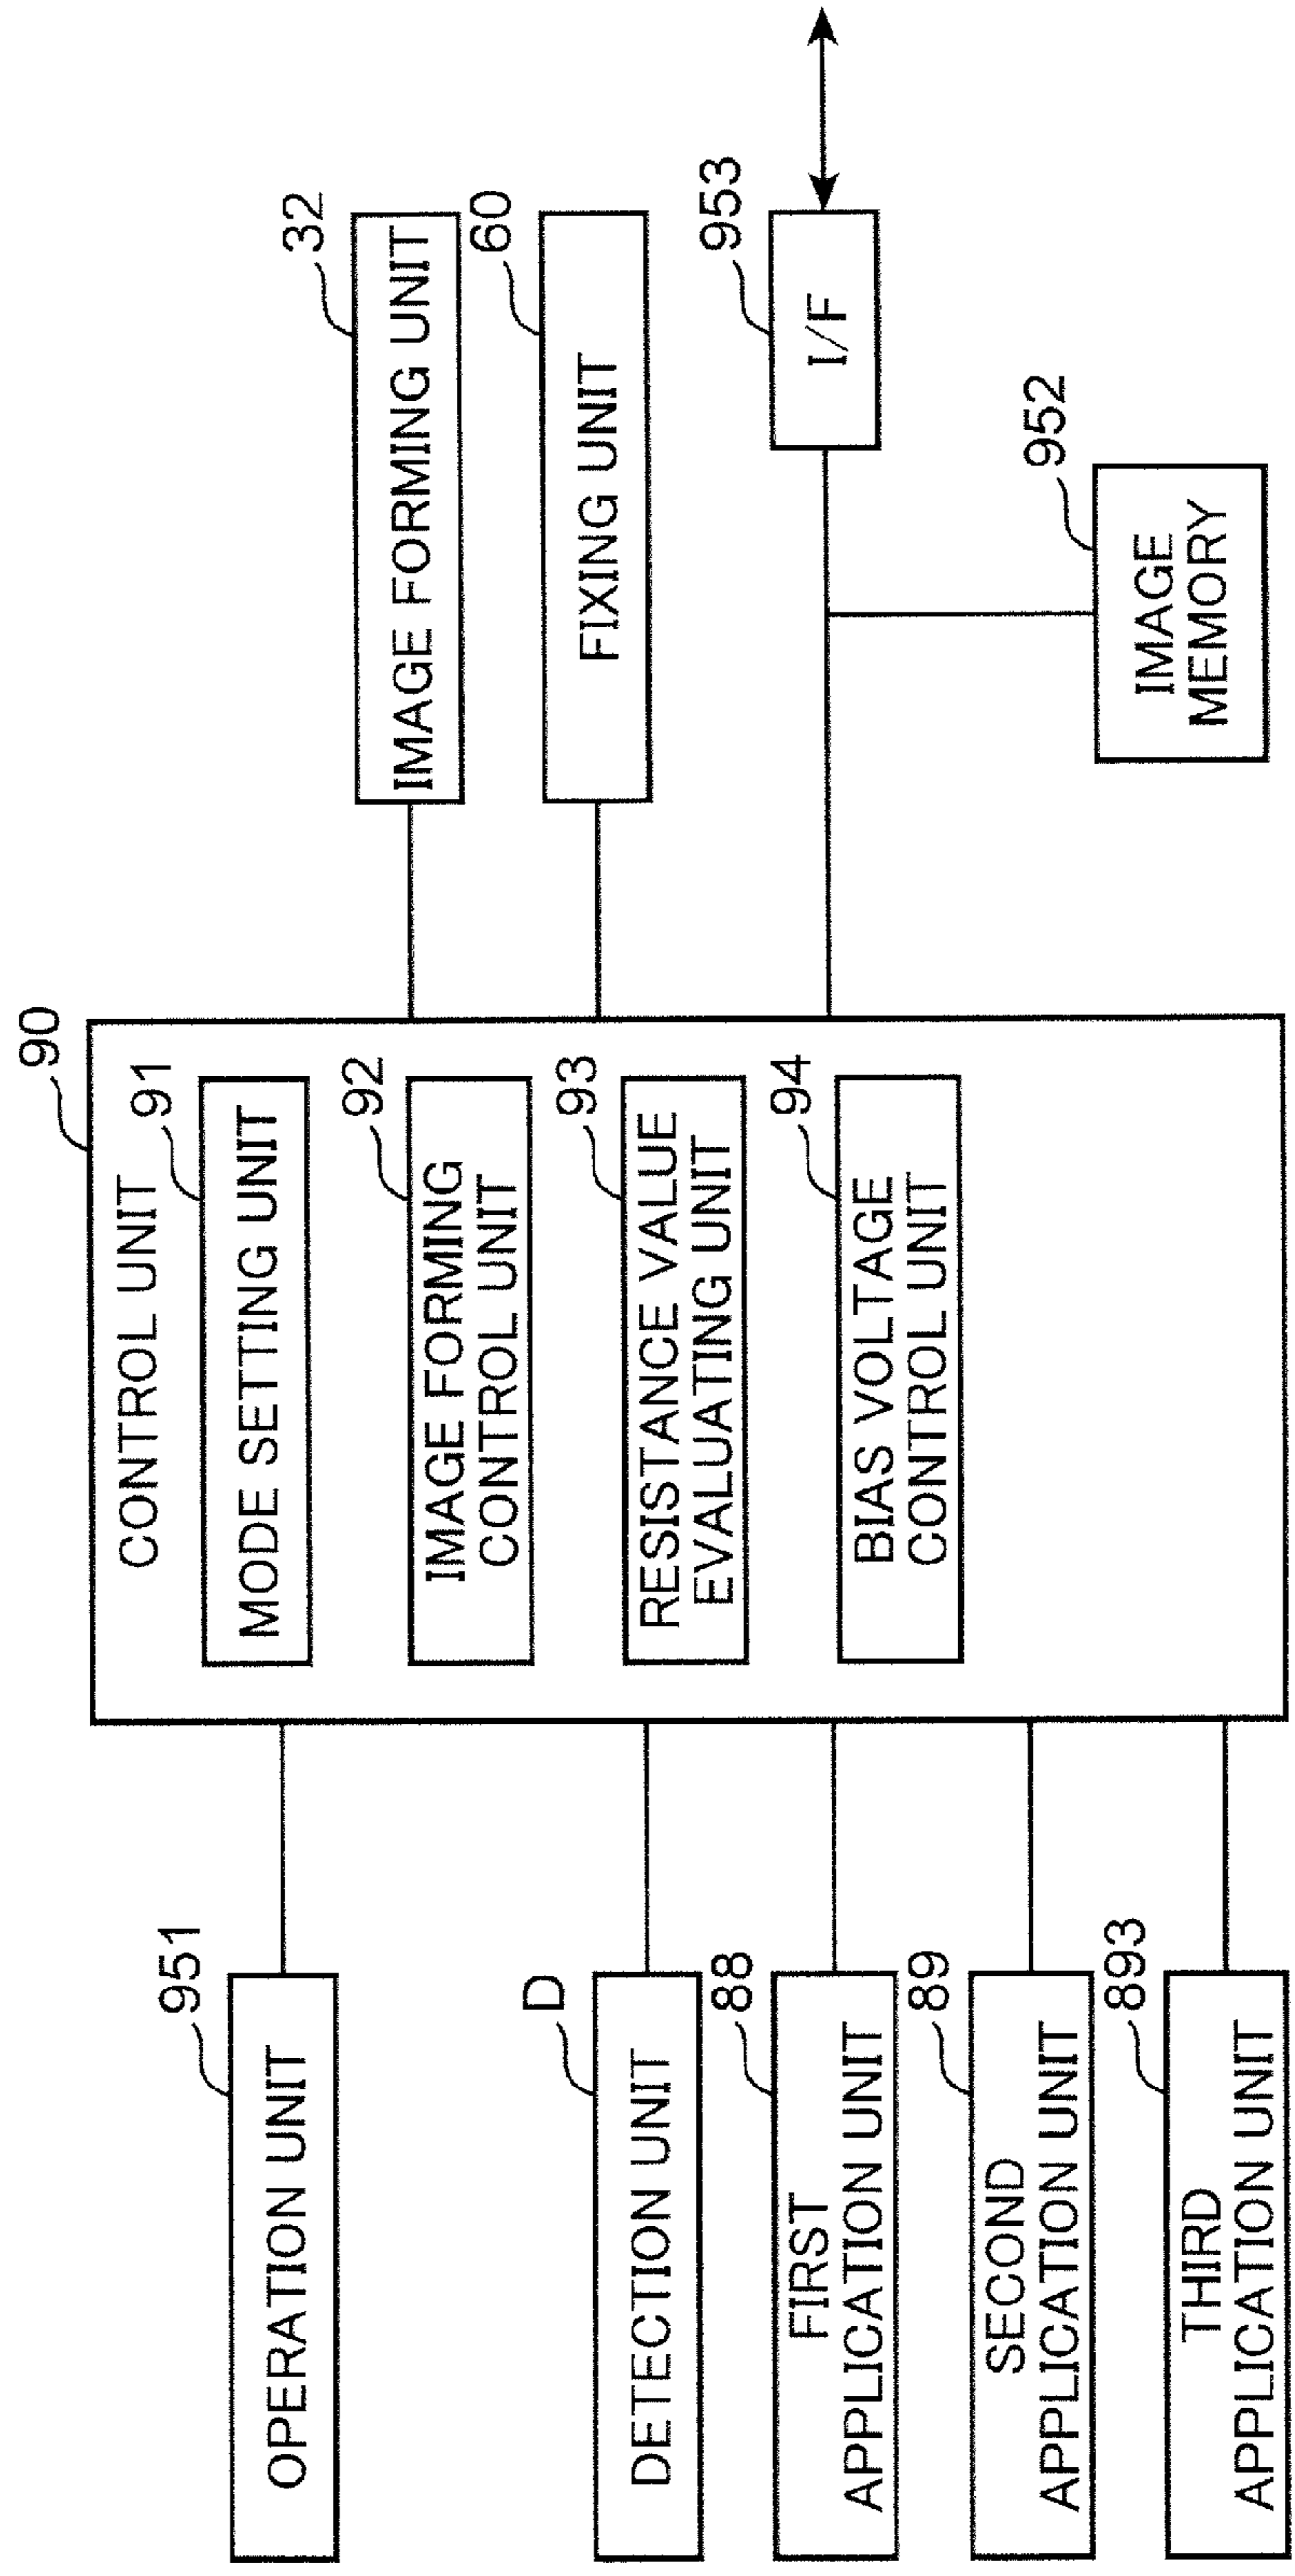 951
OPERATION UNIT
D
DETECTION UNIT
88
FIRST
APPLICATION UNIT
89
SECOND
APPLICATION UNIT
893
THIRD
APPLICATION UNIT
90
CONTROL UNIT
91
MODE SETTING UNIT
92
IMAGE FORMING
CONTROL UNIT
93
RESISTANCE VALUE
EVALUATING UNIT
94
BIAS VOLTAGE
CONTROL UNIT
32
IMAGE FORMING UNIT
60
FIXING UNIT
953
I/F
952
IMAGE
MEMORY